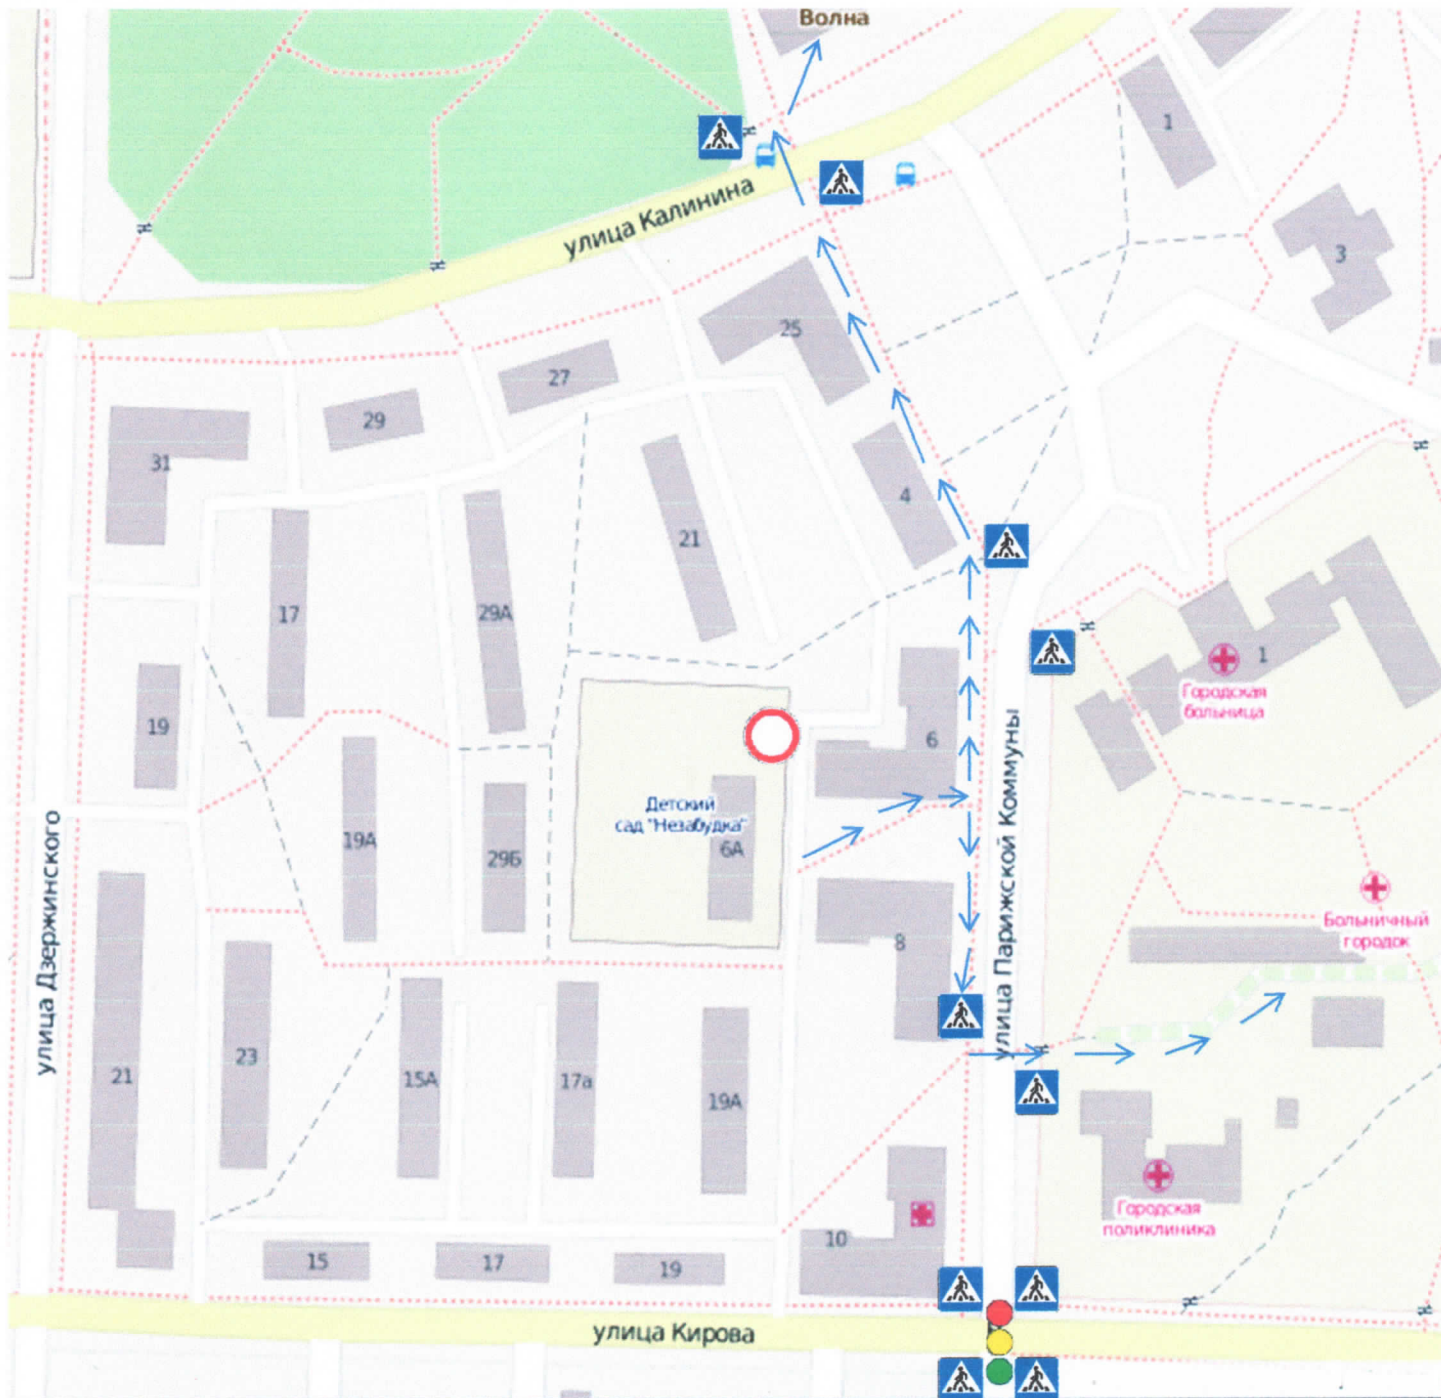 Волна
1
улица Калинина
3
25
27
29
31
4
21
17
29А
1
Городская
больница
19
6
Детский
сад "Незабудка"
6А
19А
29Б
улица Парижской Коммуны
улица Дзержинского
Больничный
городок
8
21
23
15А
17а
19А
Городская
поликлиника
10
15
17
19
улица Кирова